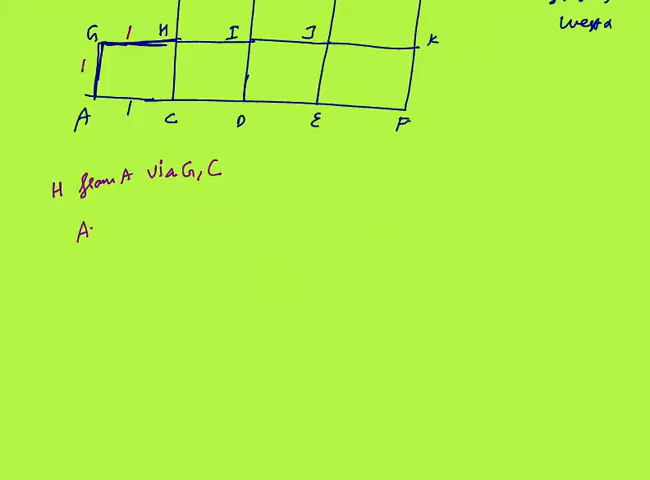 G 1 H I J K
1
A 1 C D E F
H from A via G, C
A